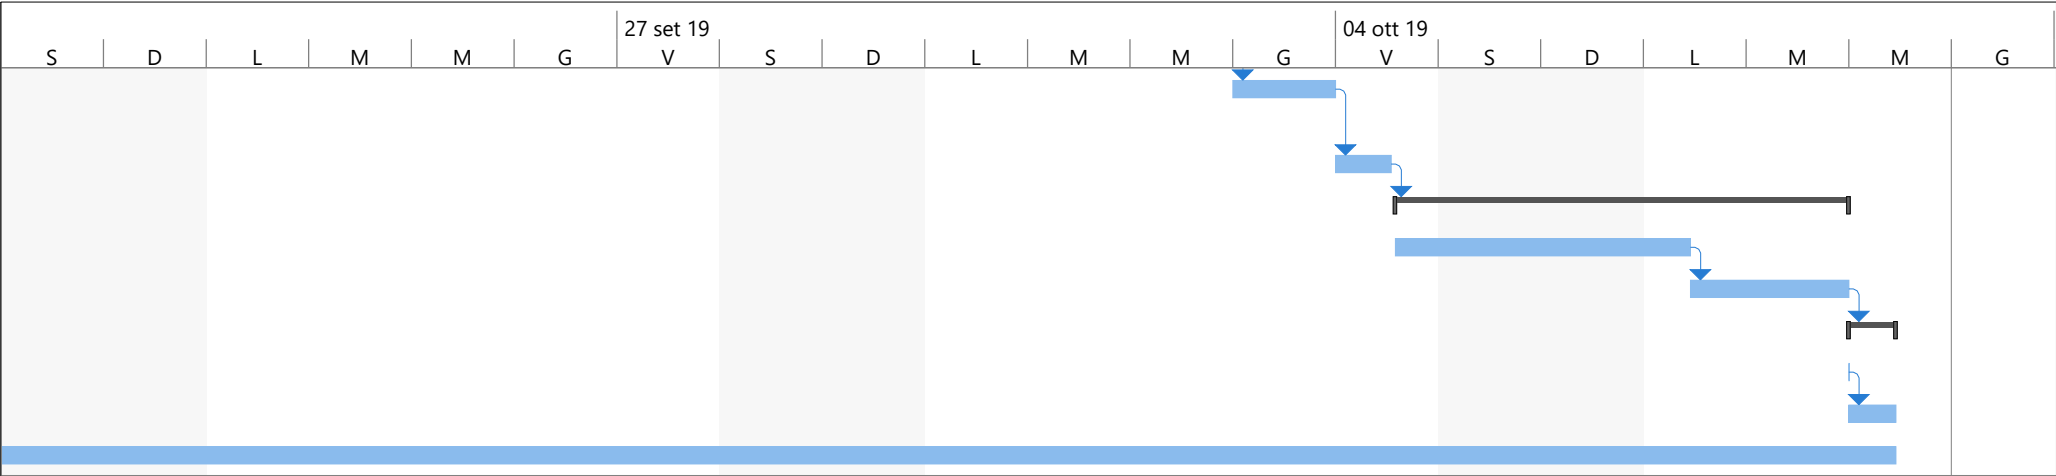 27 set 19 04 ott 19
S D L M M G V S D L M M G V S D L M M G